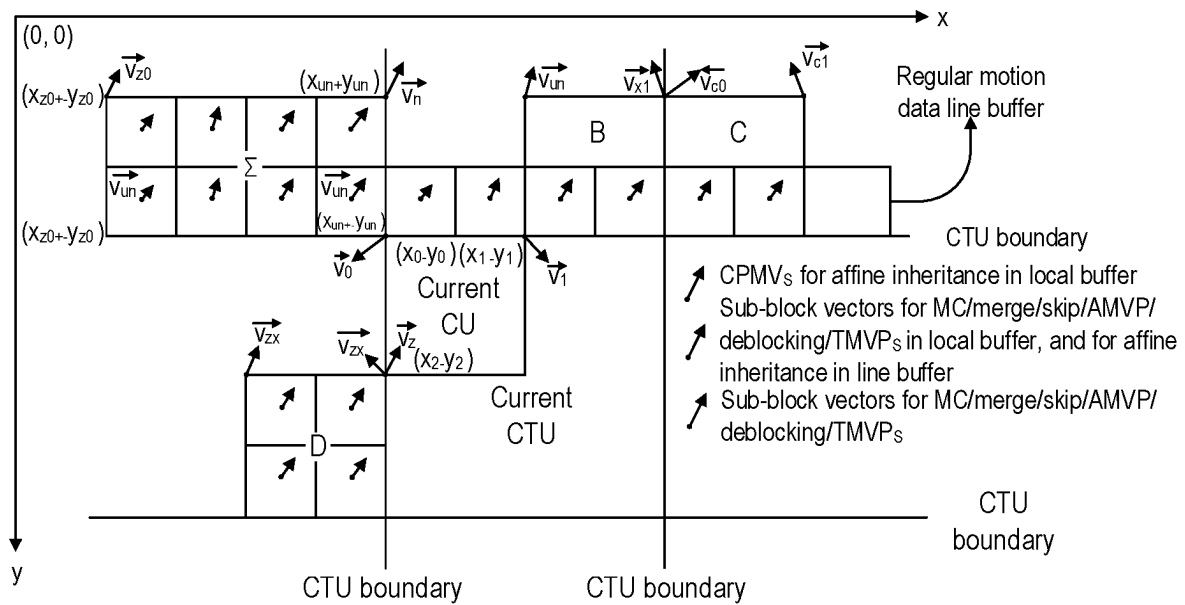 x
(0, 0)
v_z0
(x_un+y_un)
v_n
v_un
v_x1
v_c0
v_c1
Regular motion
data line buffer
(x_z0+-y_z0)
B
C
Σ
v_un
v_un
(x_un+-y_un)
(x_z0+-y_z0)
CTU boundary
v_0
(x_0-y_0)
(x_1-y_1)
v_1
Current
CU
CPMV_S for affine inheritance in local buffer
Sub-block vectors for MC/merge/skip/AMVP/
deblocking/TMVP_S in local buffer, and for affine
inheritance in line buffer
Sub-block vectors for MC/merge/skip/AMVP/
deblocking/TMVP_S
v_zx
v_zx
v_z
(x_2-y_2)
Current
CTU
D
CTU
boundary
y
CTU boundary
CTU boundary